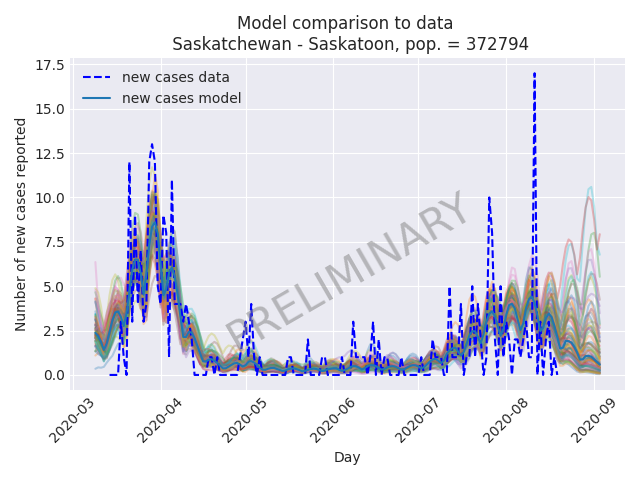 Model comparison to data
Saskatchewan - Saskatoon, pop. = 372794
new cases data
new cases model
PRELIMINARY
Number of new cases reported
17.5
15.0
12.5
10.0
7.5
5.0
2.5
0.0
2020-03
2020-04
2020-05
2020-06
2020-07
2020-08
2020-09
Day